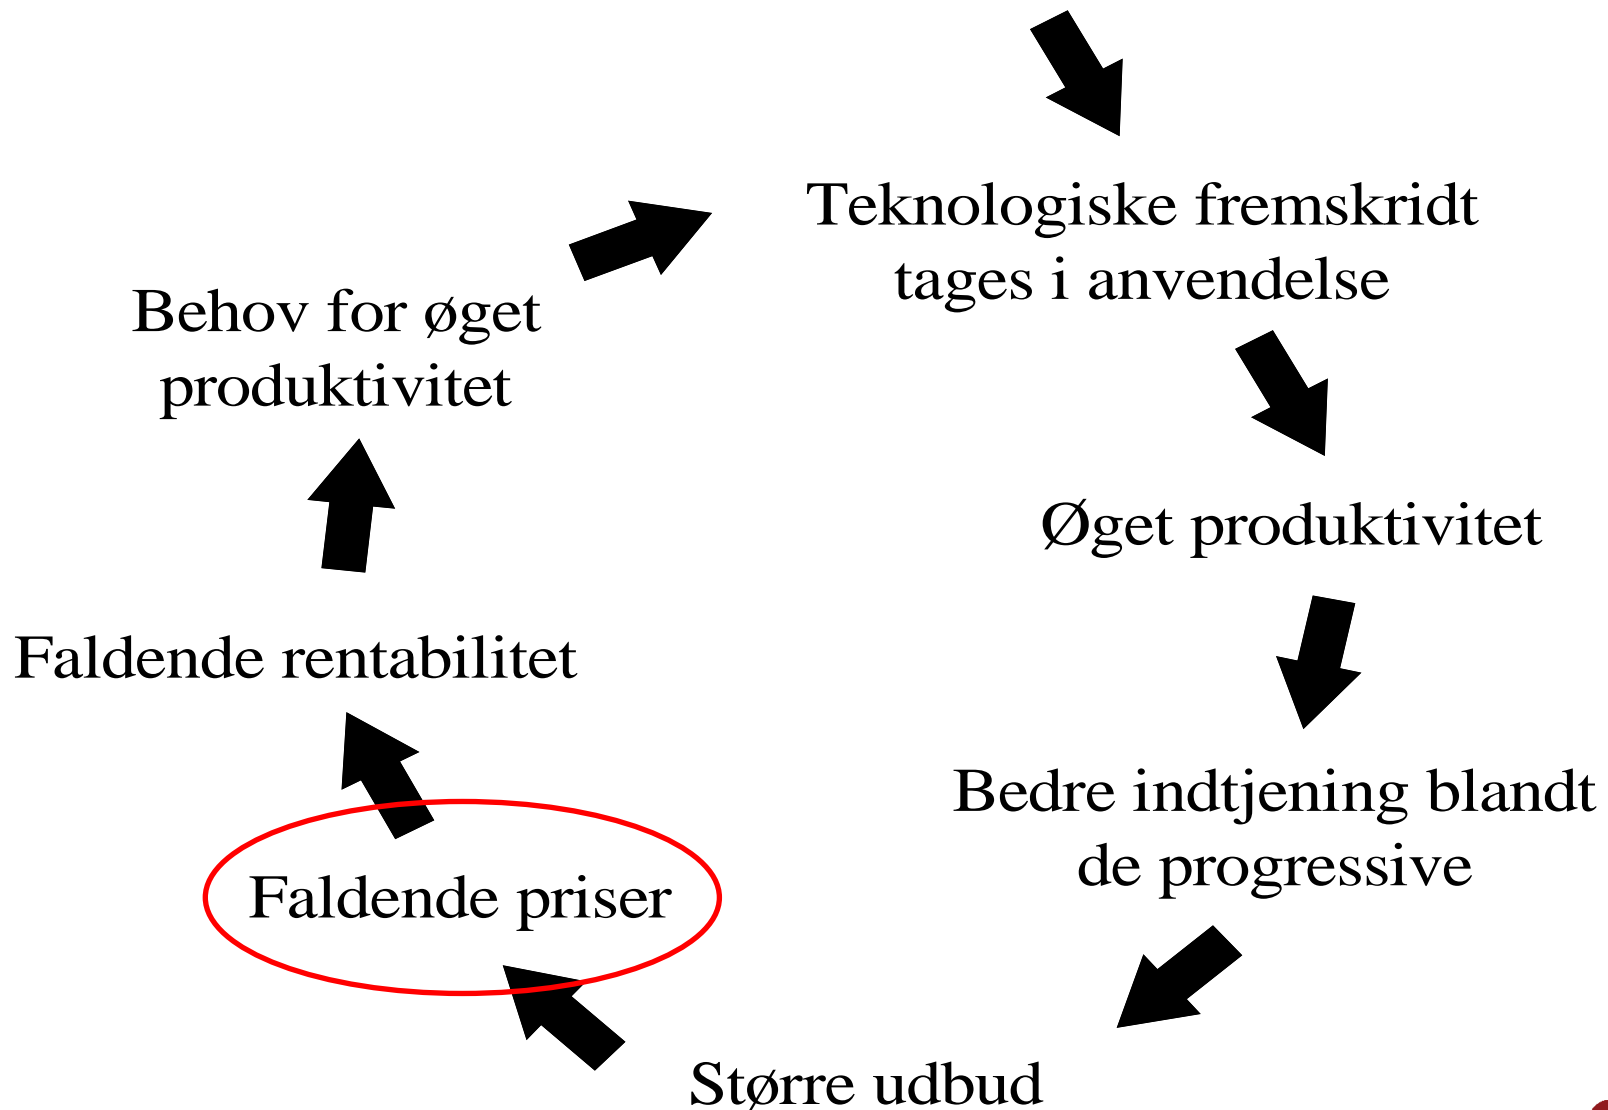 Teknologiske fremskridt
tages i anvendelse
Behov for øget
produktivitet
Øget produktivitet
Faldende rentabilitet
Bedre indtjening blandt
de progressive
Faldende priser
Større udbud